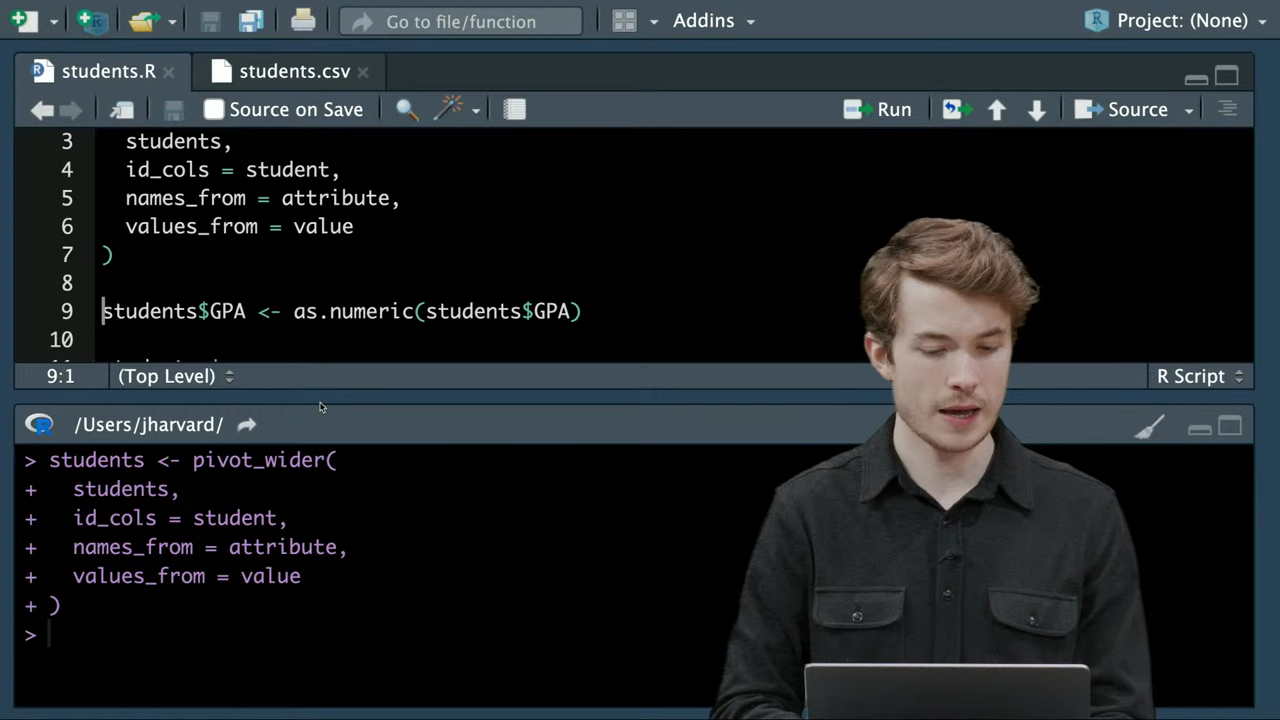 Go to file/function
Addins
Project: (None)
students.R
students.csv
Source on Save
Run
Source
3 students,
4 id_cols = student,
5 names_from = attribute,
6 values_from = value
7 )
8
9 students$GPA <- as.numeric(students$GPA)
10
9:1
(Top Level)
R Script
/Users/jharvard/
> students <- pivot_wider(
+ students,
+ id_cols = student,
+ names_from = attribute,
+ values_from = value
+ )
>